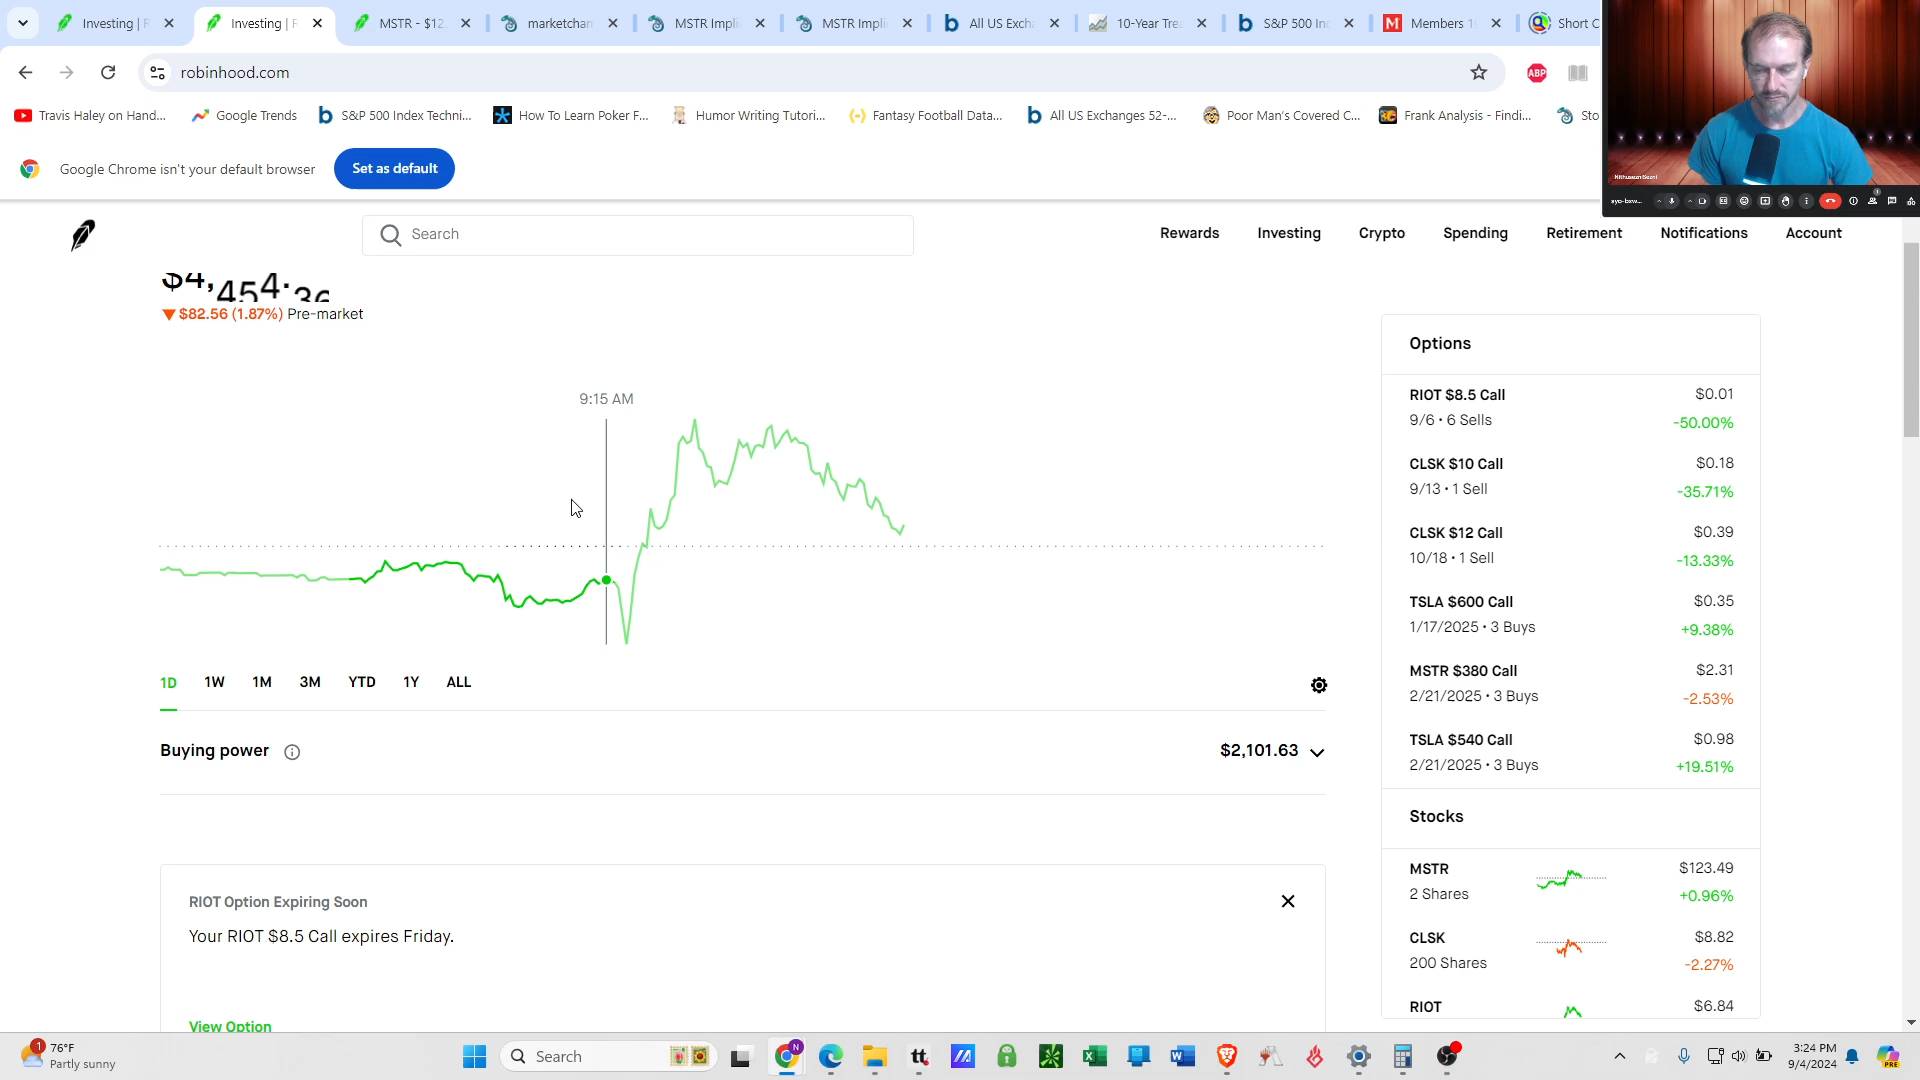 Investing | R
Investing | R
MSTR - $12
marketcham
MSTR Impli
MSTR Impli
All US Exch
10-Year Tre
S&P 500 In
Members 1
Short C
robinhood.com
ABP
Travis Haley on Hand...
Google Trends
S&P 500 Index Techni...
How To Learn Poker F...
Humor Writing Tutori...
Fantasy Football Data...
All US Exchanges 52-...
Poor Man's Covered C...
Frank Analysis - Findi...
Sto
Google Chrome isn't your default browser
Set as default
Search
Rewards
Investing
Crypto
Spending
Retirement
Notifications
Account
$4,454.36
$82.56 (1.87%) Pre-market
9:15 AM
1D
1W
1M
3M
YTD
1Y
ALL
Buying power
$2,101.63
RIOT Option Expiring Soon
Your RIOT $8.5 Call expires Friday.
View Option
Options
RIOT $8.5 Call
$0.01
9/6 • 6 Sells
-50.00%
CLSK $10 Call
$0.18
9/13 • 1 Sell
-35.71%
CLSK $12 Call
$0.39
10/18 • 1 Sell
-13.33%
TSLA $600 Call
$0.35
1/17/2025 • 3 Buys
+9.38%
MSTR $380 Call
$2.31
2/21/2025 • 3 Buys
-2.53%
TSLA $540 Call
$0.98
2/21/2025 • 3 Buys
+19.51%
Stocks
MSTR
$123.49
2 Shares
+0.96%
CLSK
$8.82
200 Shares
-2.27%
RIOT
$6.84
76°F
Partly sunny
Search
3:24 PM
9/4/2024